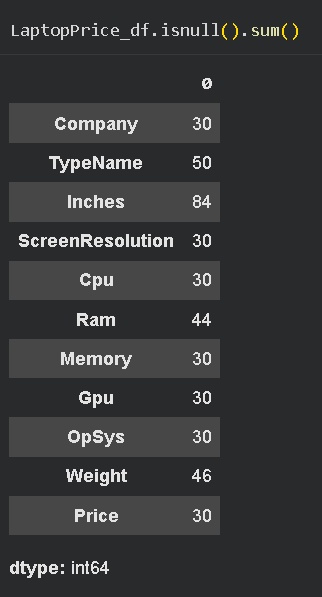 LaptopPrice_df.isnull().sum()
0
Company 30
TypeName 50
Inches 84
ScreenResolution 30
Cpu 30
Ram 44
Memory 30
Gpu 30
OpSys 30
Weight 46
Price 30
dtype: int64